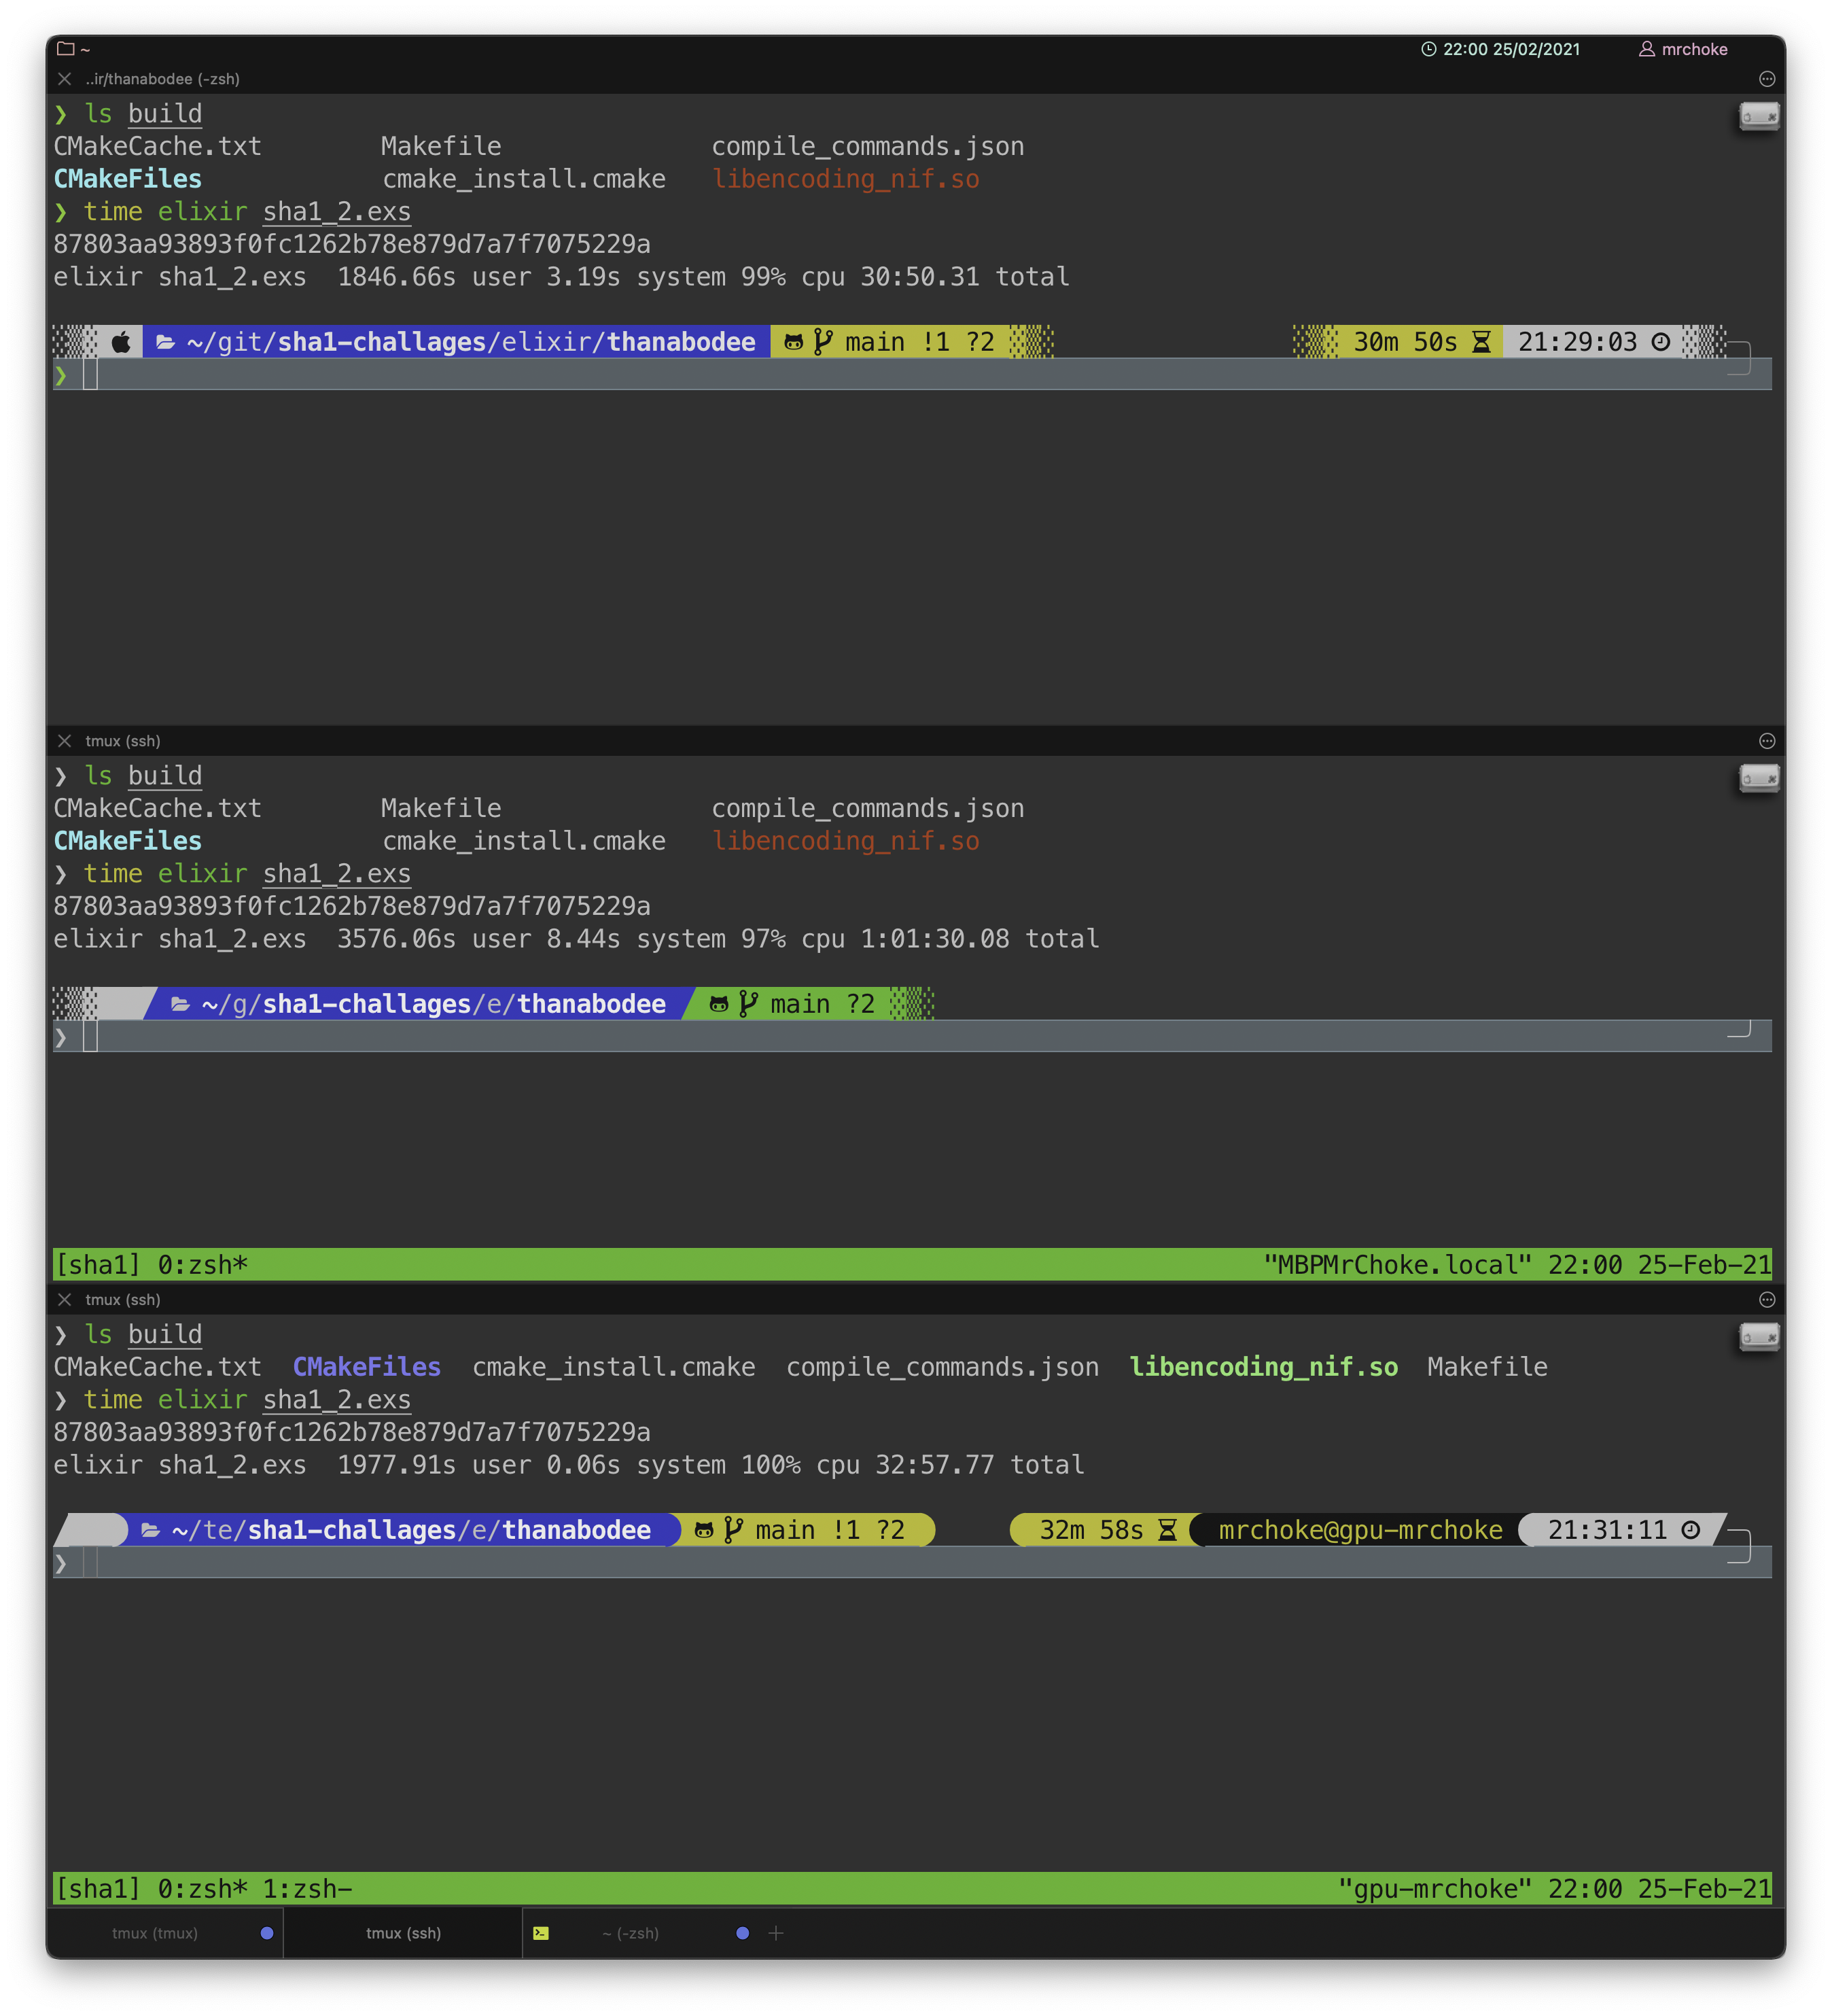 ~ 22:00 25/02/2021 mrchoke
..ir/thanabodee (-zsh)
❯ ls build
CMakeCache.txt Makefile compile_commands.json
CMakeFiles cmake_install.cmake libencoding_nif.so
❯ time elixir sha1_2.exs
87803aa93893f0fc1262b78e879d7a7f7075229a
elixir sha1_2.exs  1846.66s user 3.19s system 99% cpu 30:50.31 total
~/git/sha1-challages/elixir/thanabodee main !1 ?2 30m 50s 21:29:03
❯
tmux (ssh)
❯ ls build
CMakeCache.txt Makefile compile_commands.json
CMakeFiles cmake_install.cmake libencoding_nif.so
❯ time elixir sha1_2.exs
87803aa93893f0fc1262b78e879d7a7f7075229a
elixir sha1_2.exs  3576.06s user 8.44s system 97% cpu 1:01:30.08 total
~/g/sha1-challages/e/thanabodee main ?2
❯
[sha1] 0:zsh* "MBPMrChoke.local" 22:00 25-Feb-21
tmux (ssh)
❯ ls build
CMakeCache.txt CMakeFiles cmake_install.cmake compile_commands.json libencoding_nif.so Makefile
❯ time elixir sha1_2.exs
87803aa93893f0fc1262b78e879d7a7f7075229a
elixir sha1_2.exs  1977.91s user 0.06s system 100% cpu 32:57.77 total
~/te/sha1-challages/e/thanabodee main !1 ?2 32m 58s mrchoke@gpu-mrchoke 21:31:11
❯
[sha1] 0:zsh* 1:zsh- "gpu-mrchoke" 22:00 25-Feb-21
tmux (tmux) tmux (ssh) ~ (-zsh) +